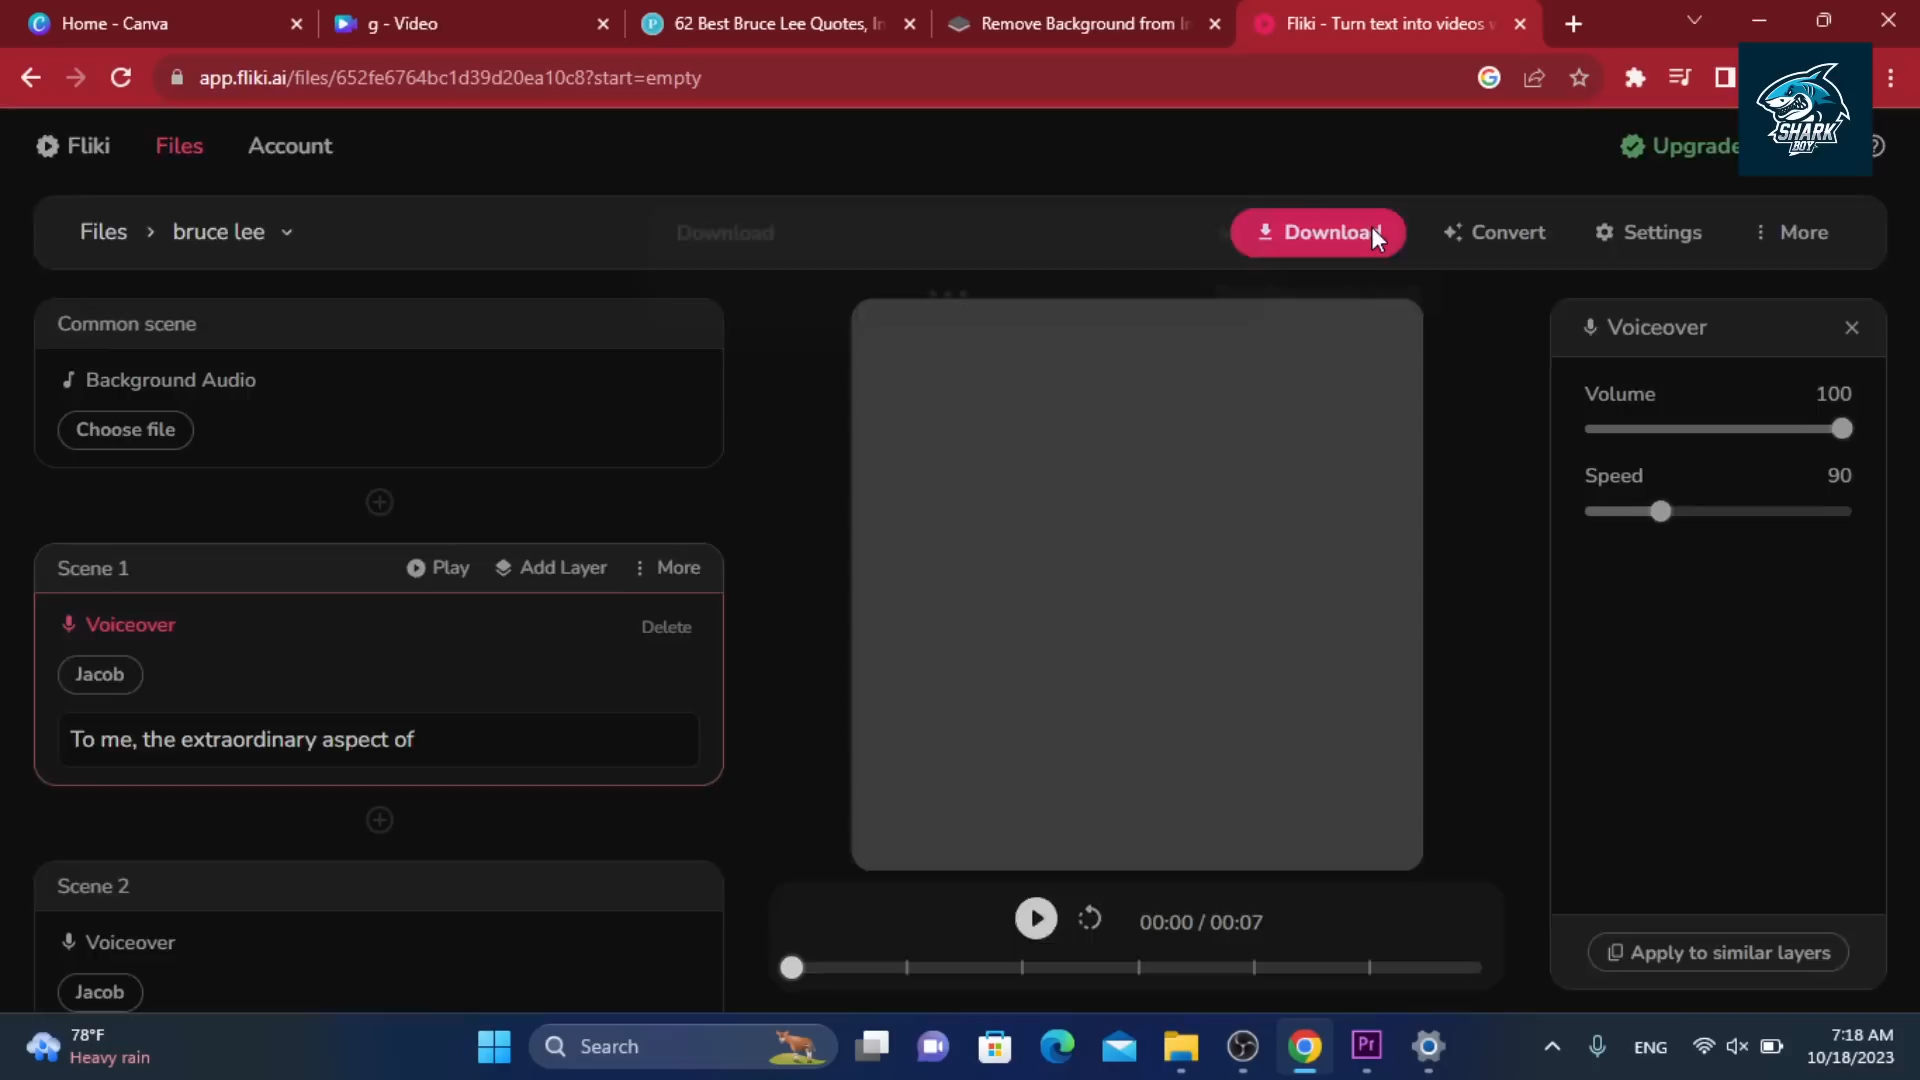 Home - Canva
g - Video
62 Best Bruce Lee Quotes, In
Remove Background from I
Fliki - Turn text into videos
app.fliki.ai/files/652fe6764bc1d39d20ea10c8?start=empty
SHARK
BOY
Fliki
Files
Account
Upgrade
Files > bruce lee
Download
Download
Convert
Settings
More
Common scene
Background Audio
Choose file
Scene 1
Play
Add Layer
More
Voiceover
Delete
Jacob
To me, the extraordinary aspect of
Scene 2
Voiceover
Jacob
00:00 / 00:07
Voiceover
Volume 100
Speed 90
Apply to similar layers
78°F
Heavy rain
Search
Pr
ENG
7:18 AM
10/18/2023